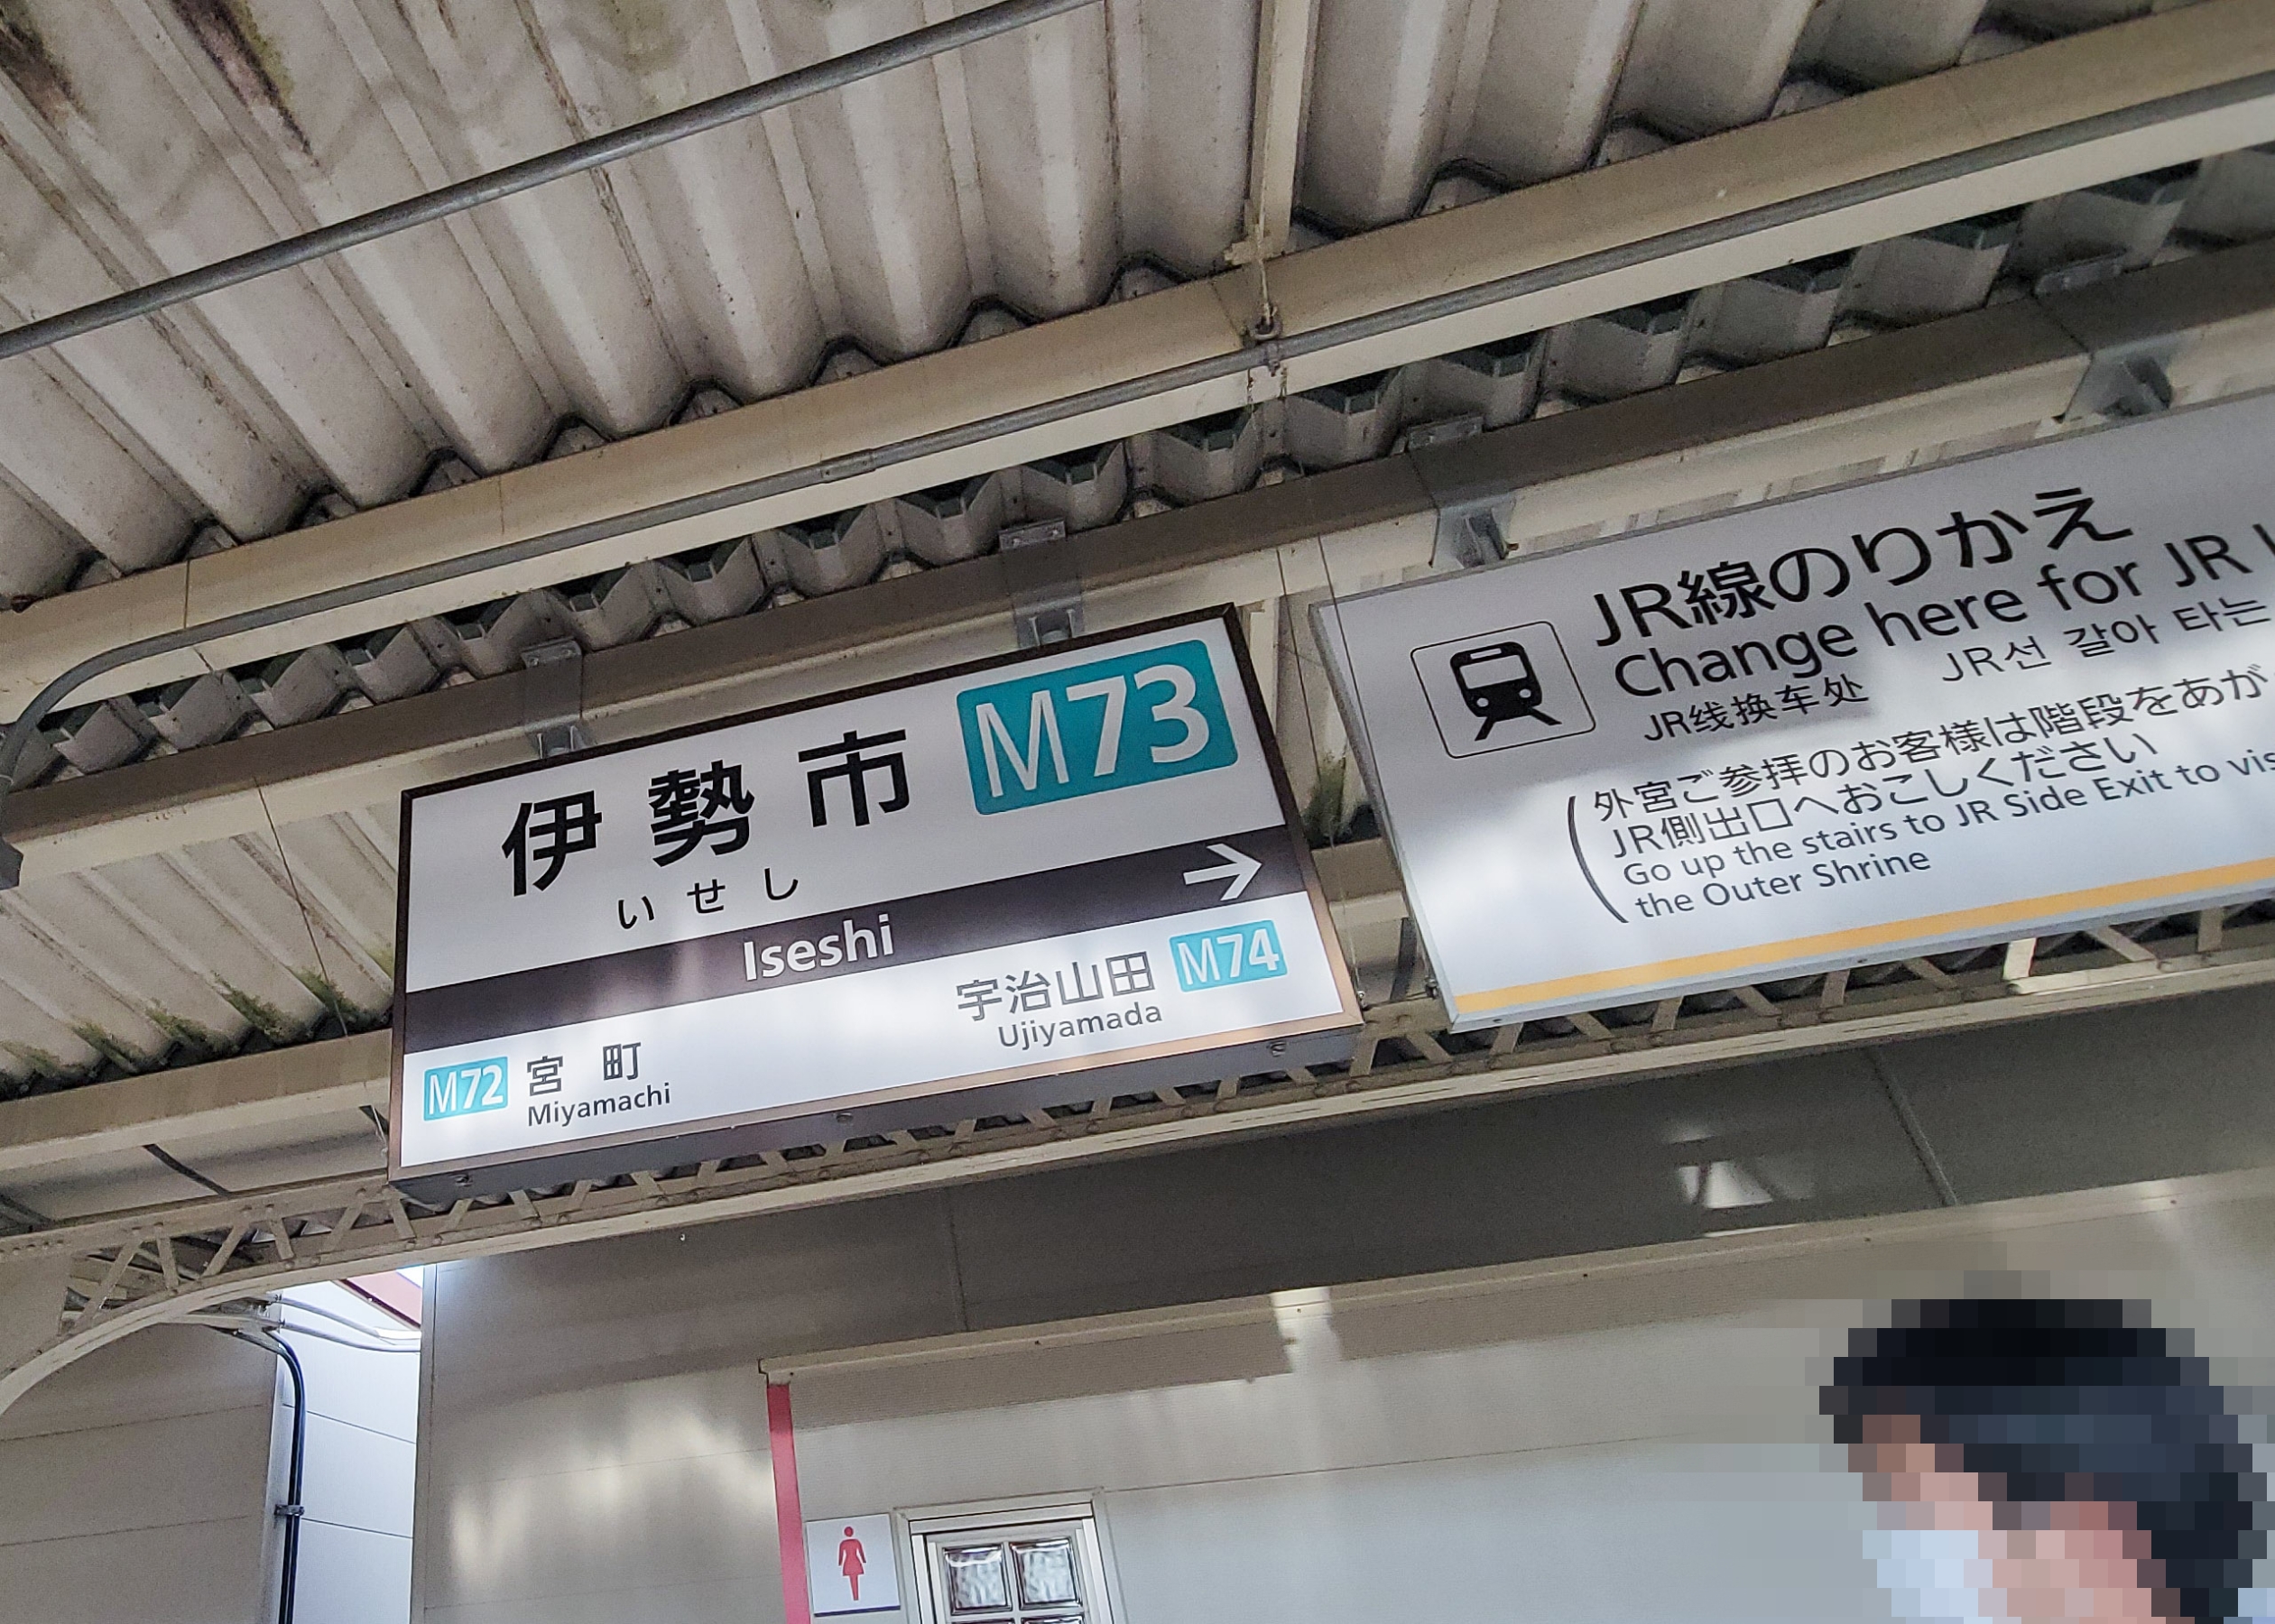 伊勢市 M73
いせし
Iseshi
宇治山田 M74
Ujiyamada
M72 宮町
Miyamachi
JR線のりかえ
Change here for JR
JR线换车处 JR선 갈아 타는
外宮ご参拝のお客様は階段をあが
JR側出口へおこしください
Go up the stairs to JR Side Exit to vis
the Outer Shrine